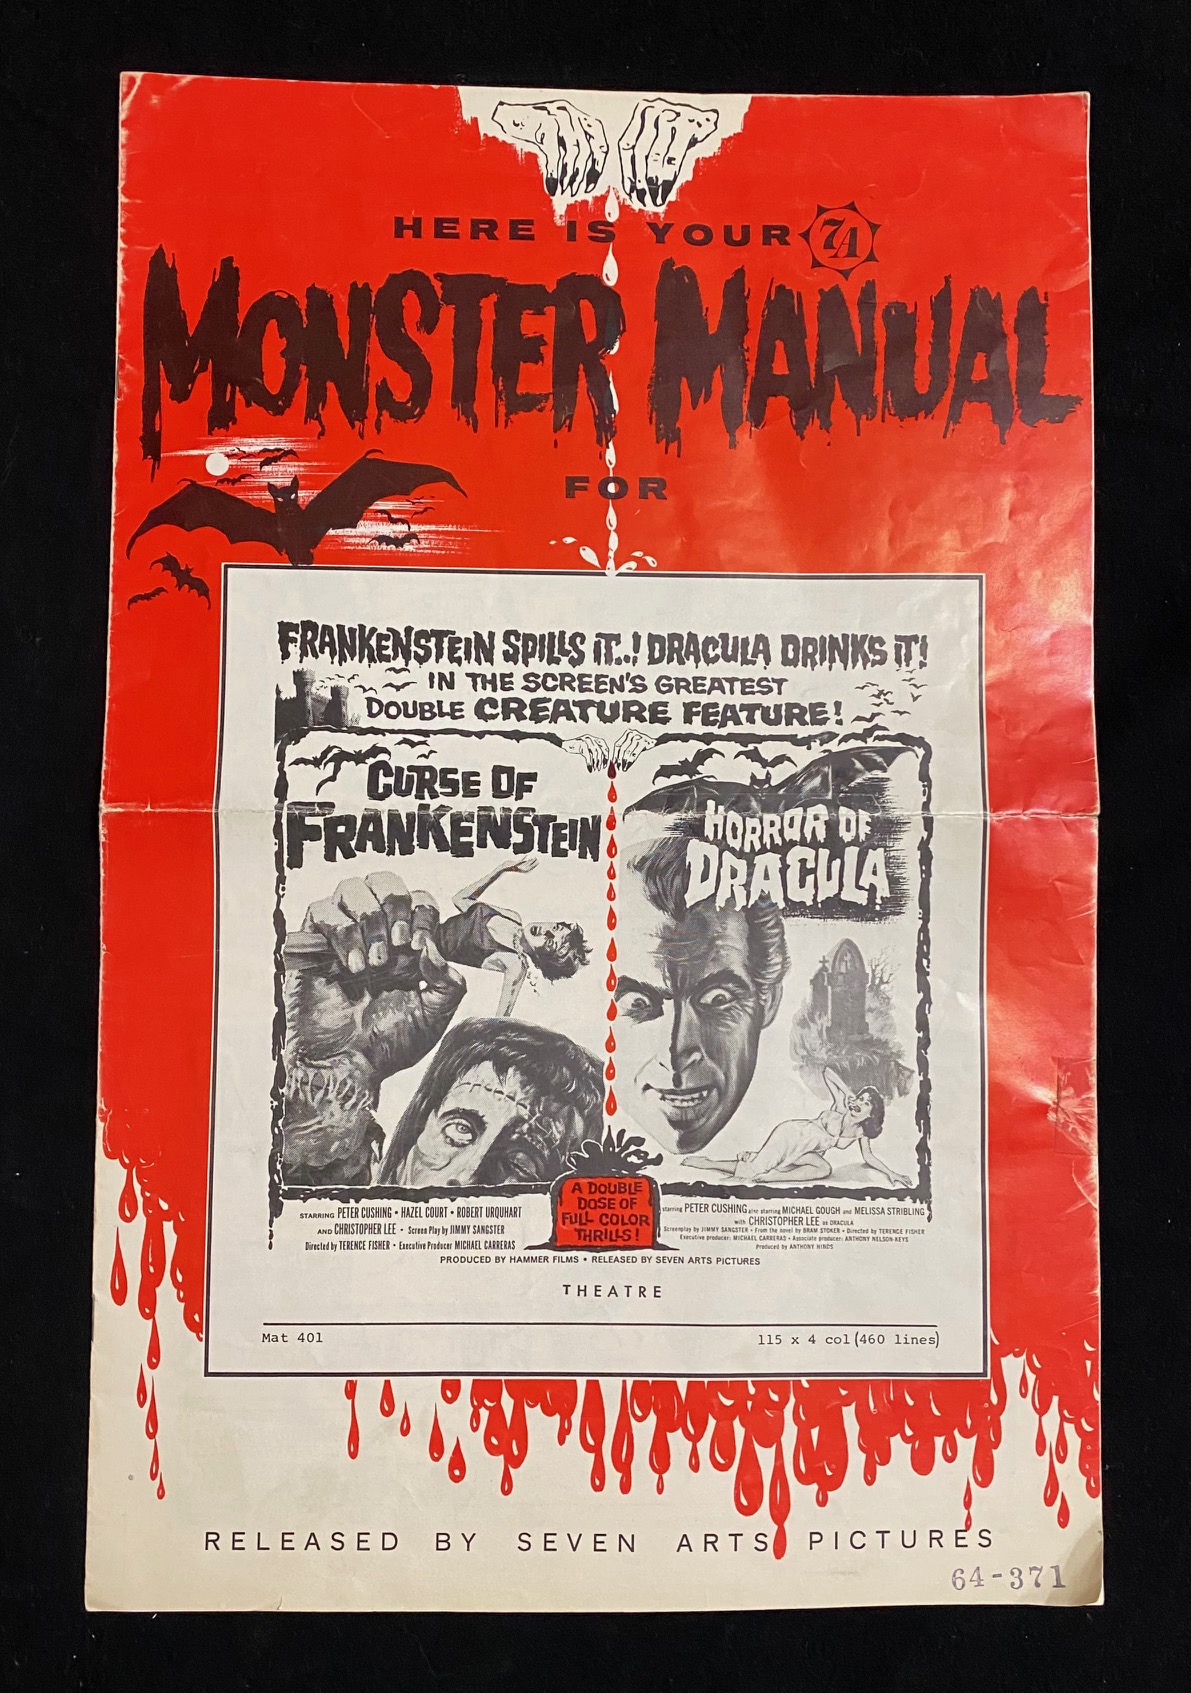 HERE IS YOUR 7A
MONSTER MANUAL
FOR
FRANKENSTEIN SPILLS IT..! DRACULA DRINKS IT!
IN THE SCREEN'S GREATEST
DOUBLE CREATURE FEATURE!
CURSE OF
FRANKENSTEIN
HORROR OF
DRACULA
STARRING PETER CUSHING • HAZEL COURT • ROBERT URQUHART
AND CHRISTOPHER LEE • Screen Play by JIMMY SANGSTER
Directed by TERENCE FISHER • Executive Producer MICHAEL CARRERAS
A DOUBLE
DOSE OF
FULL COLOR
THRILLS!
starring PETER CUSHING also starring MICHAEL GOUGH and MELISSA STRIBLING
with CHRISTOPHER LEE as DRACULA
Screenplay by JIMMY SANGSTER • From the novel by BRAM STOKER • Directed by TERENCE FISHER
Executive producer: MICHAEL CARRERAS • Associate producer: ANTHONY NELSON-KEYS
Produced by ANTHONY HINDS
PRODUCED BY HAMMER FILMS • RELEASED BY SEVEN ARTS PICTURES
THEATRE
Mat 401 115 x 4 col (460 lines)
RELEASED BY SEVEN ARTS PICTURES
64-371